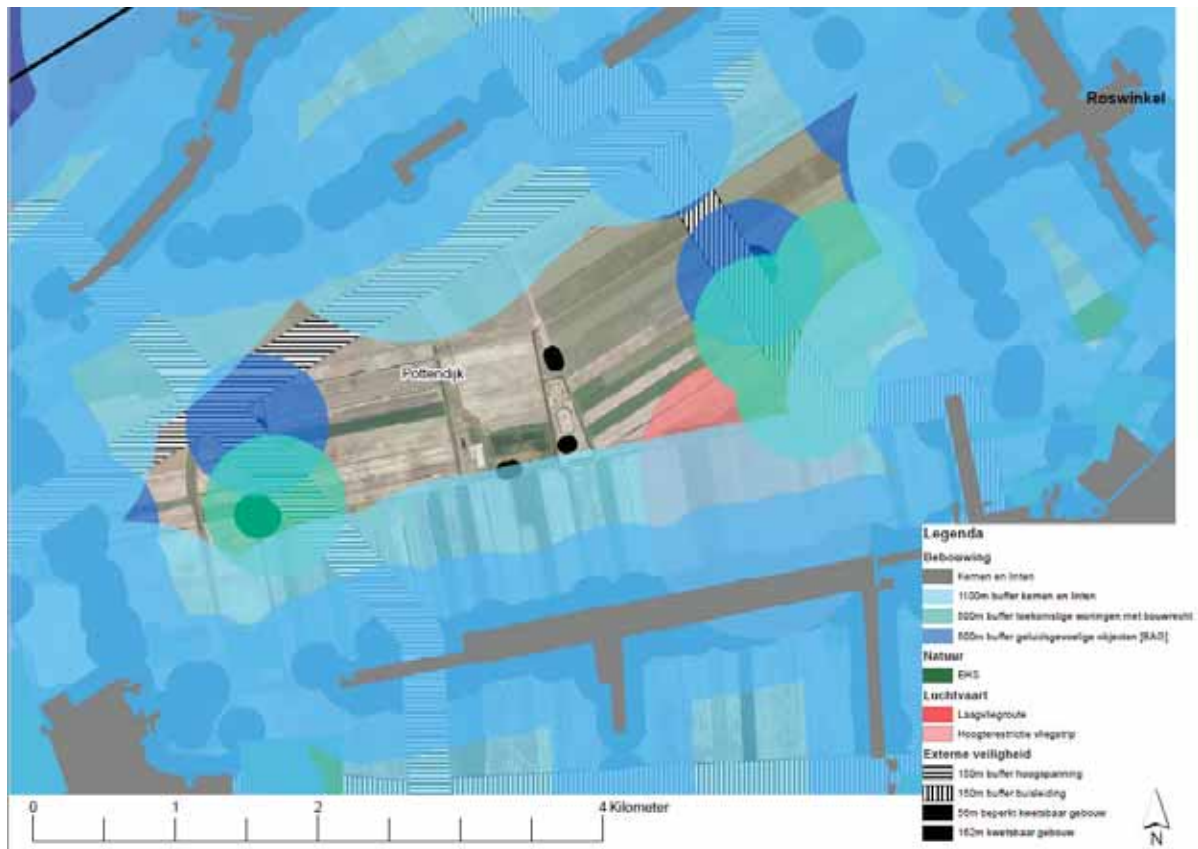 Roswinkel
Pottendijk
Legenda
Bebouwing
Kernen en linten
1100m buffer kernen en linten
500m buffer toekomstige woningen met bouwrecht
500m buffer geluidsgevoelige objecten [BAG]
Natuur
EHS
Luchtvaart
Laagvliegroute
Hoogterestrictie vliegstrip
Externe veiligheid
150m buffer hoogspanning
150m buffer buisleiding
56m beperkt kwetsbaar gebouw
162m kwetsbaar gebouw
0 1 2 4 Kilometer
N